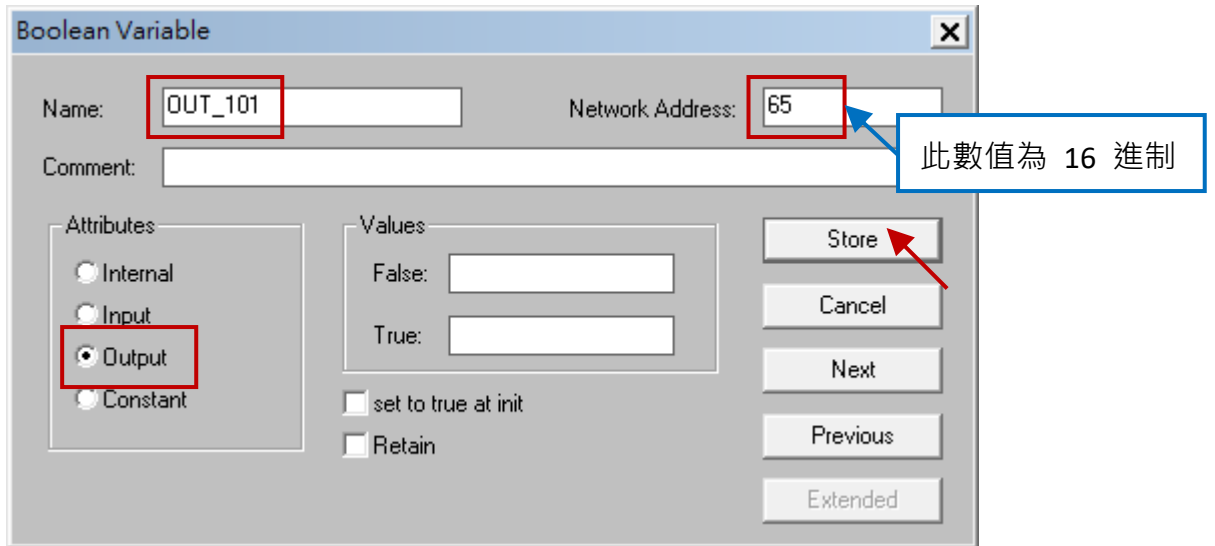 Boolean Variable
Name: OUT_101 Network Address: 65
此數值為 16 進制
Comment:
Attributes Values
Store
Internal False:
Input
Cancel
True:
Output
Next
Constant
set to true at init
Previous
Retain
Extended